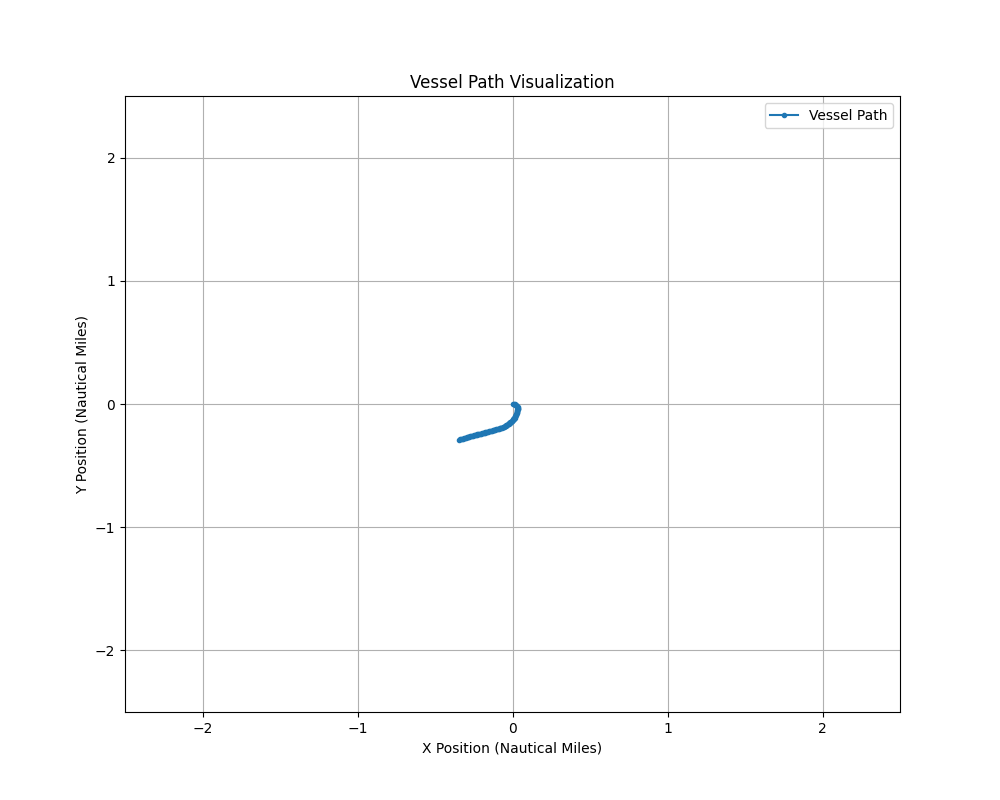 Vessel Path Visualization
Vessel Path
2
1
0
−1
−2
Y Position (Nautical Miles)
−2 −1 0 1 2
X Position (Nautical Miles)